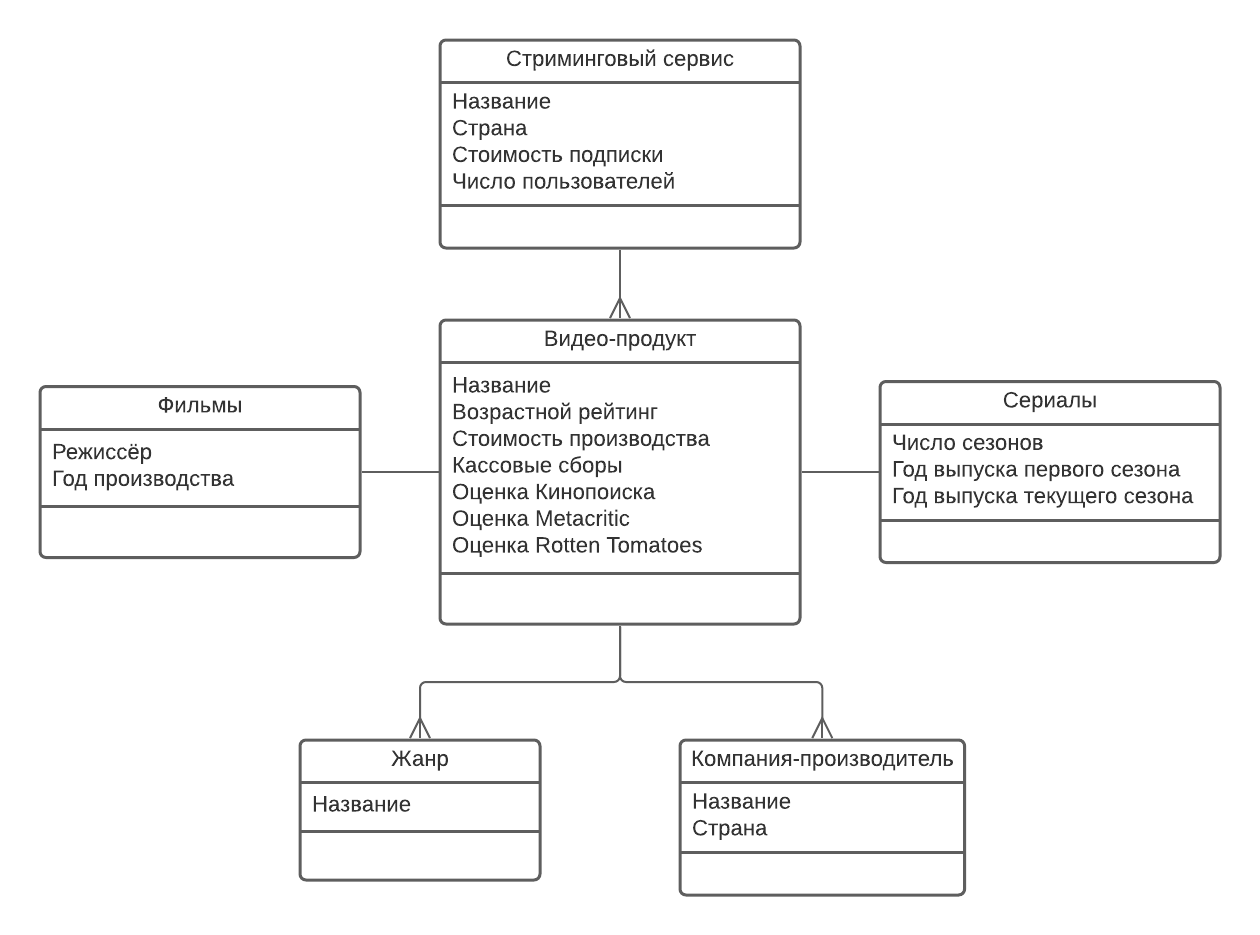 Стриминговый сервис
Название
Страна
Стоимость подписки
Число пользователей
Видео-продукт
Название
Возрастной рейтинг
Стоимость производства
Кассовые сборы
Оценка Кинопоиска
Оценка Metacritic
Оценка Rotten Tomatoes
Фильмы
Режиссёр
Год производства
Сериалы
Число сезонов
Год выпуска первого сезона
Год выпуска текущего сезона
Жанр
Название
Компания-производитель
Название
Страна